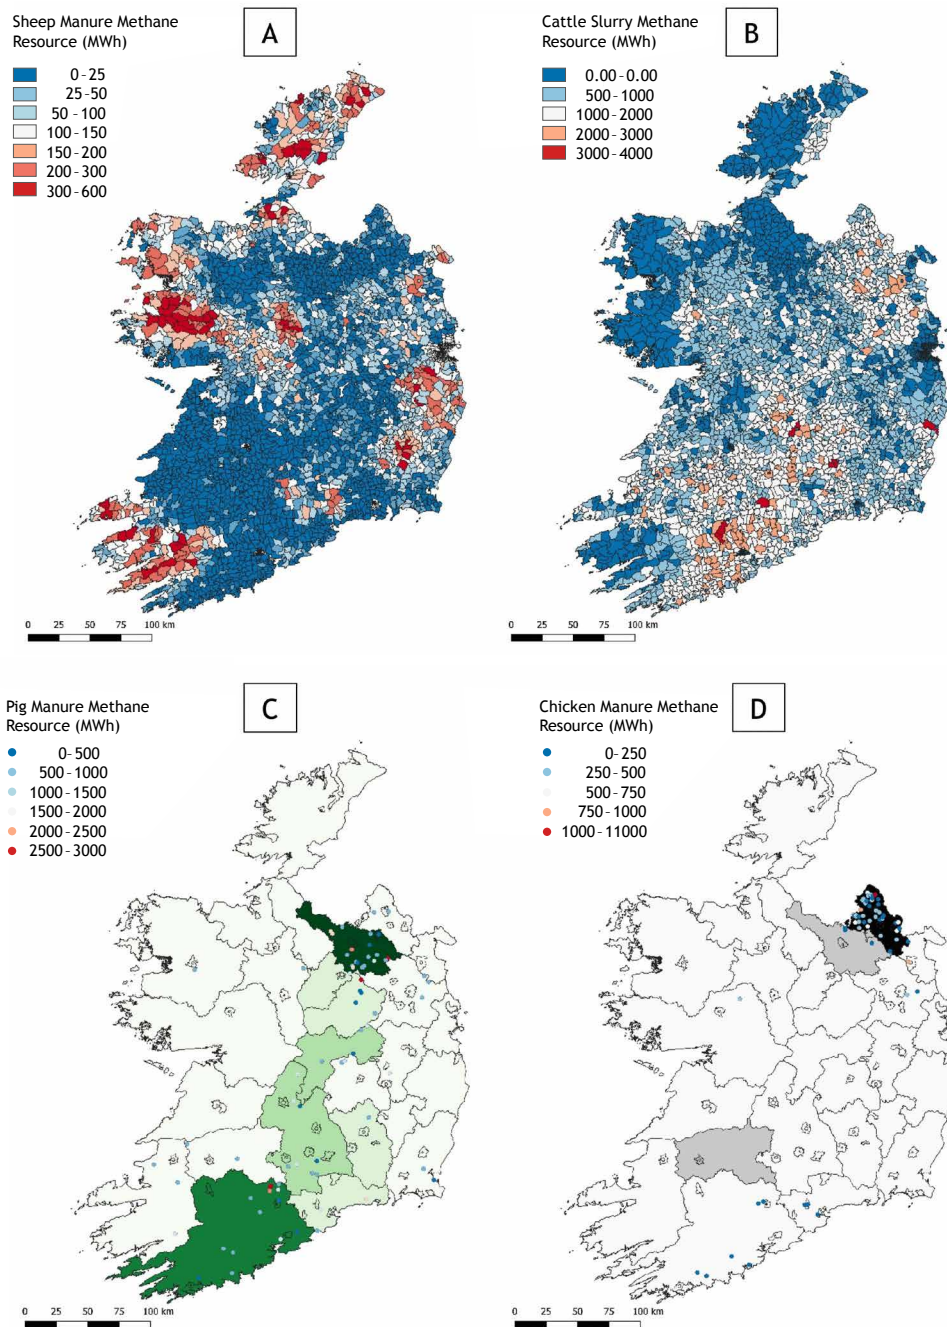 Sheep Manure Methane
Resource (MWh)
A
0-25
25-50
50-100
100-150
150-200
200-300
300-600
0 25 50 75 100 km
Cattle Slurry Methane
Resource (MWh)
B
0.00-0.00
500-1000
1000-2000
2000-3000
3000-4000
0 25 50 75 100 km
Pig Manure Methane
Resource (MWh)
C
0-500
500-1000
1000-1500
1500-2000
2000-2500
2500-3000
0 25 50 75 100 km
Chicken Manure Methane
Resource (MWh)
D
0-250
250-500
500-750
750-1000
1000-11000
0 25 50 75 100 km